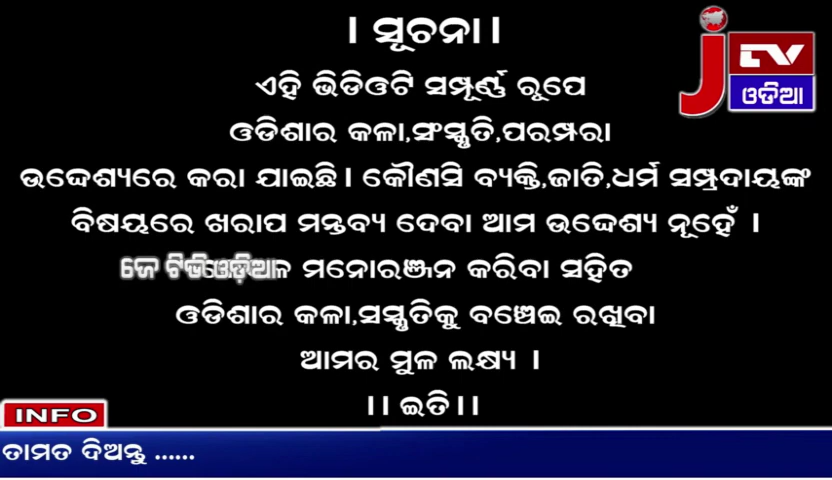 । ସୂଚନା ।
ଏହି ଭିଡିଓଟି ସମ୍ପୂର୍ଣ୍ଣ ରୂପେ
ଓଡିଶାର କଳା,ସଂସ୍କୃତି,ପରମ୍ପରା
ଉଦ୍ଦେଶ୍ୟରେ କରା ଯାଇଛି । କୌଣସି ବ୍ୟକ୍ତି,ଜାତି,ଧର୍ମ ସମ୍ପ୍ରଦାୟଙ୍କ
ବିଷୟରେ ଖରାପ ମନ୍ତବ୍ୟ ଦେବା ଆମ ଉଦ୍ଦେଶ୍ୟ ନୂହେଁ ।
ଜେ ଟିଭିଓଡ଼ିଆ ମନୋରଞ୍ଜନ କରିବା ସହିତ
ଓଡିଶାର କଳା,ସସ୍କୃତିକୁ ବଞ୍ଚେଇ ରଖିବା
ଆମର ମୁଳ ଲକ୍ଷ୍ୟ ।
।। ଇତି ।।
j TV
ଓଡିଆ
INFO
ତାମତ ଦିଅନ୍ତୁ ......